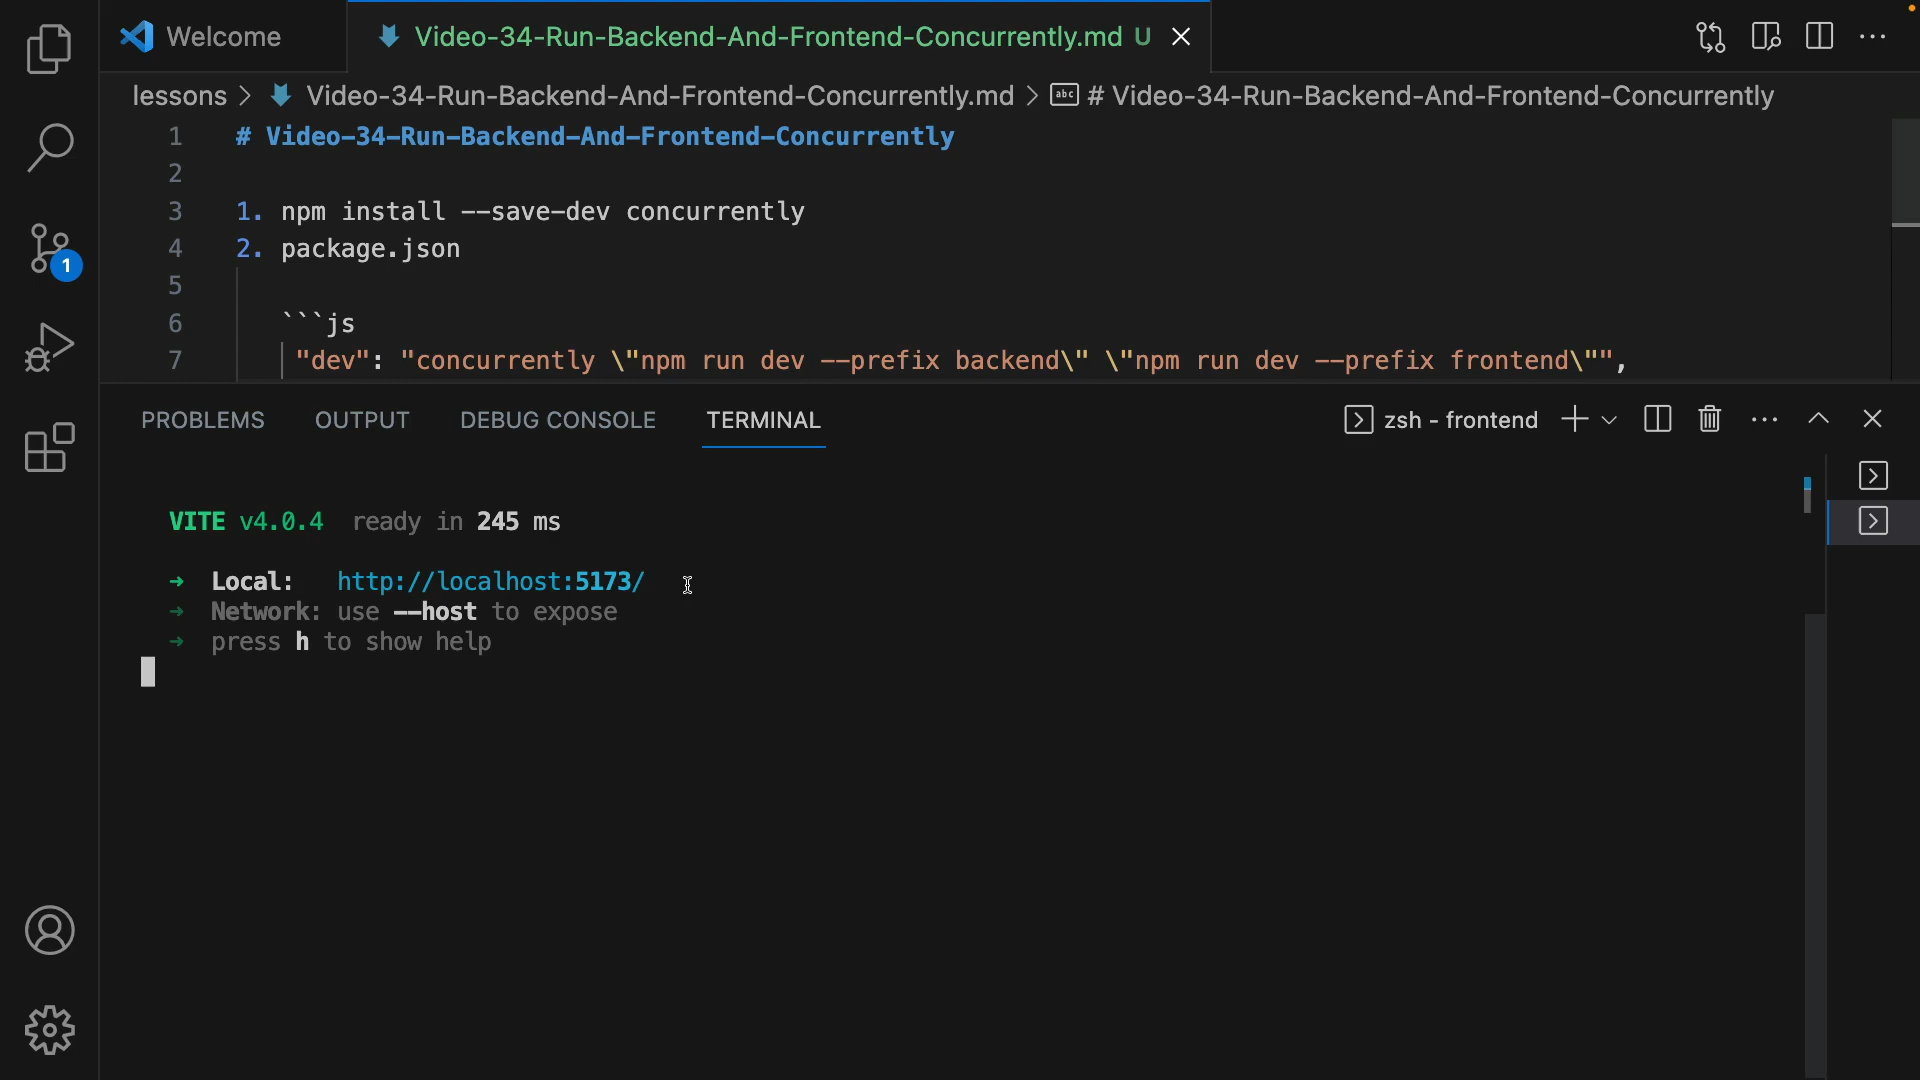 Welcome
Video-34-Run-Backend-And-Frontend-Concurrently.md U
lessons > Video-34-Run-Backend-And-Frontend-Concurrently.md > abc # Video-34-Run-Backend-And-Frontend-Concurrently
1 # Video-34-Run-Backend-And-Frontend-Concurrently
2
3 1. npm install --save-dev concurrently
4 2. package.json
5
6 ```js
7 "dev": "concurrently \"npm run dev --prefix backend\" \"npm run dev --prefix frontend\"",
1
PROBLEMS OUTPUT DEBUG CONSOLE TERMINAL zsh - frontend
VITE v4.0.4 ready in 245 ms
➜ Local: http://localhost:5173/
➜ Network: use --host to expose
➜ press h to show help